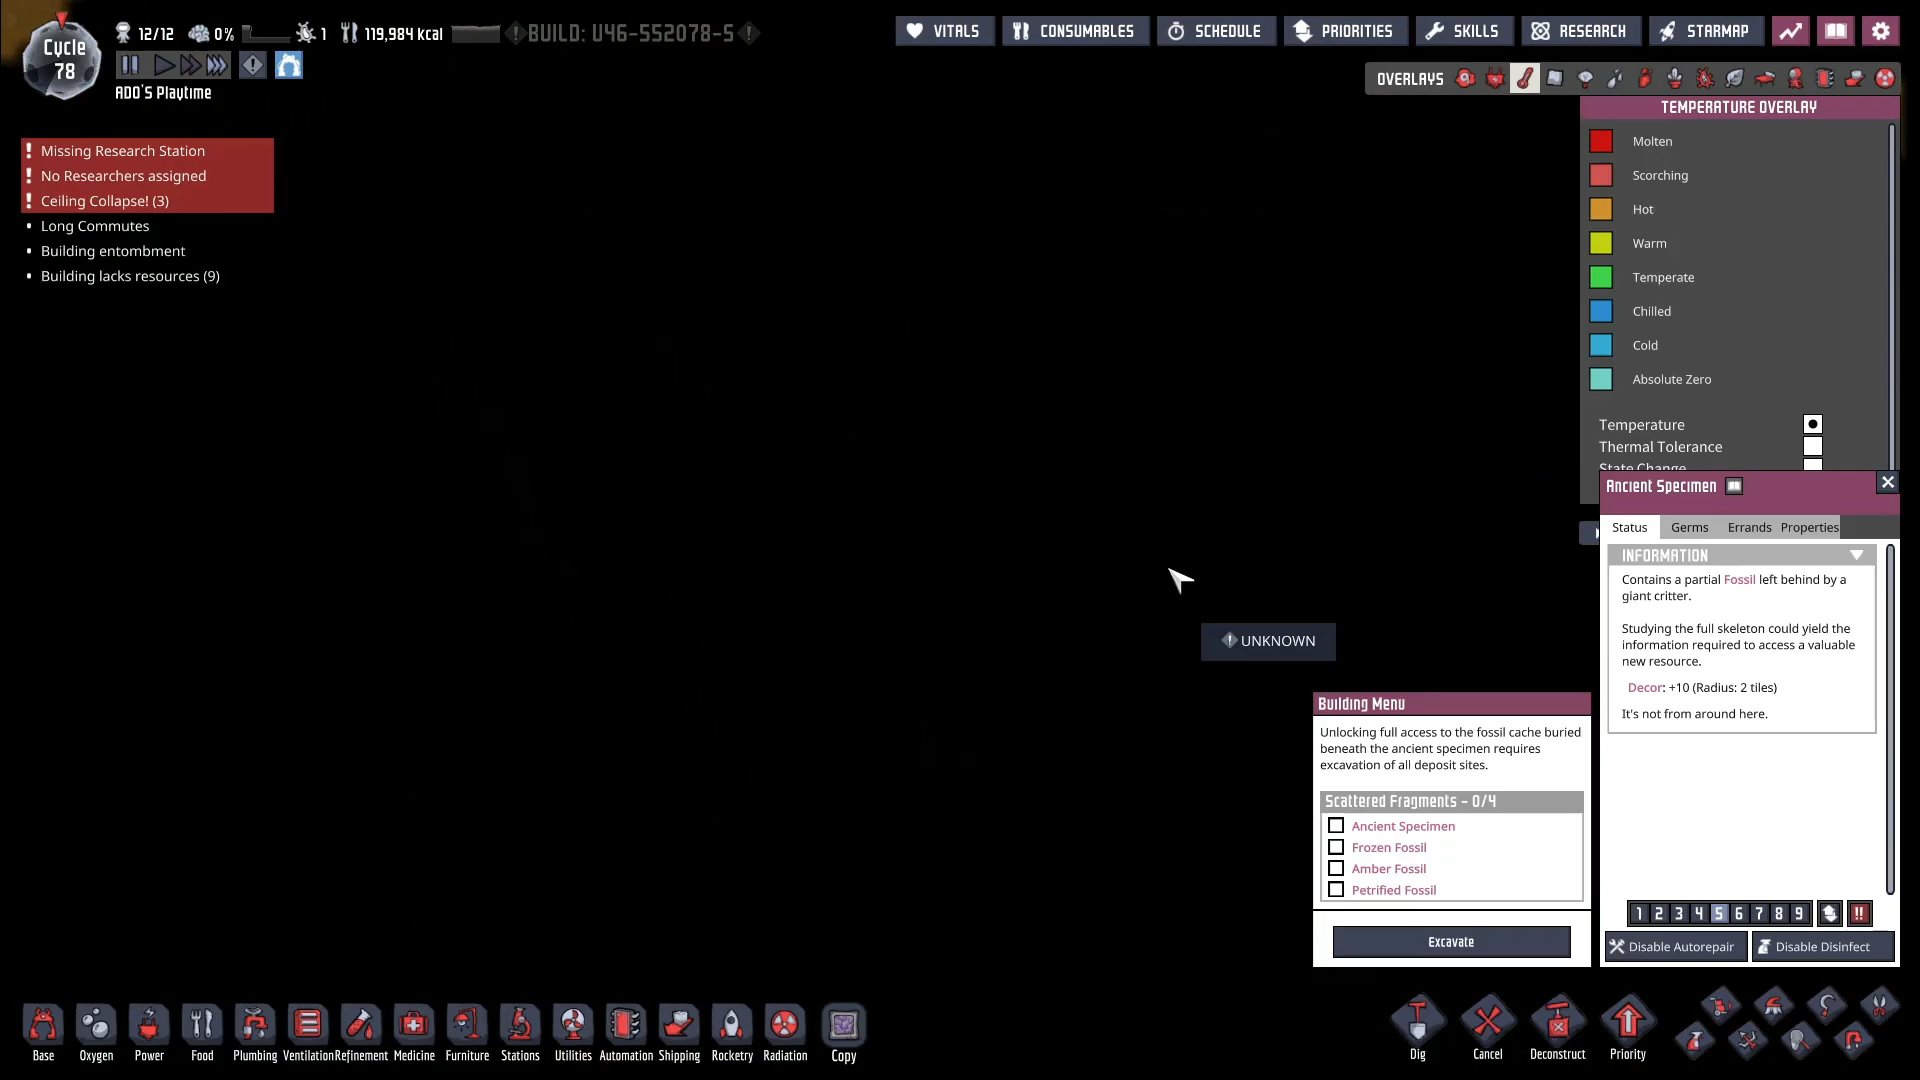 Cycle 78
12/12
0%
1
119,984 kcal
BUILD: U46-552078-S
ADO'S Playtime
VITALS
CONSUMABLES
SCHEDULE
PRIORITIES
SKILLS
RESEARCH
STARMAP
OVERLAYS
TEMPERATURE OVERLAY
Molten
Scorching
Hot
Warm
Temperate
Chilled
Cold
Absolute Zero
Temperature
Thermal Tolerance
State Change
! Missing Research Station
! No Researchers assigned
! Ceiling Collapse! (3)
• Long Commutes
• Building entombment
• Building lacks resources (9)
UNKNOWN
Ancient Specimen
Status Germs Errands Properties
INFORMATION
Contains a partial Fossil left behind by a
giant critter.
Studying the full skeleton could yield the
information required to access a valuable
new resource.
Decor: +10 (Radius: 2 tiles)
It's not from around here.
1 2 3 4 5 6 7 8 9 !!
Disable Autorepair
Disable Disinfect
Building Menu
Unlocking full access to the fossil cache buried
beneath the ancient specimen requires
excavation of all deposit sites.
Scattered Fragments - 0/4
Ancient Specimen
Frozen Fossil
Amber Fossil
Petrified Fossil
Excavate
Base
Oxygen
Power
Food
Plumbing
Ventilation
Refinement
Medicine
Furniture
Stations
Utilities
Automation
Shipping
Rocketry
Radiation
Copy
Dig
Cancel
Deconstruct
Priority